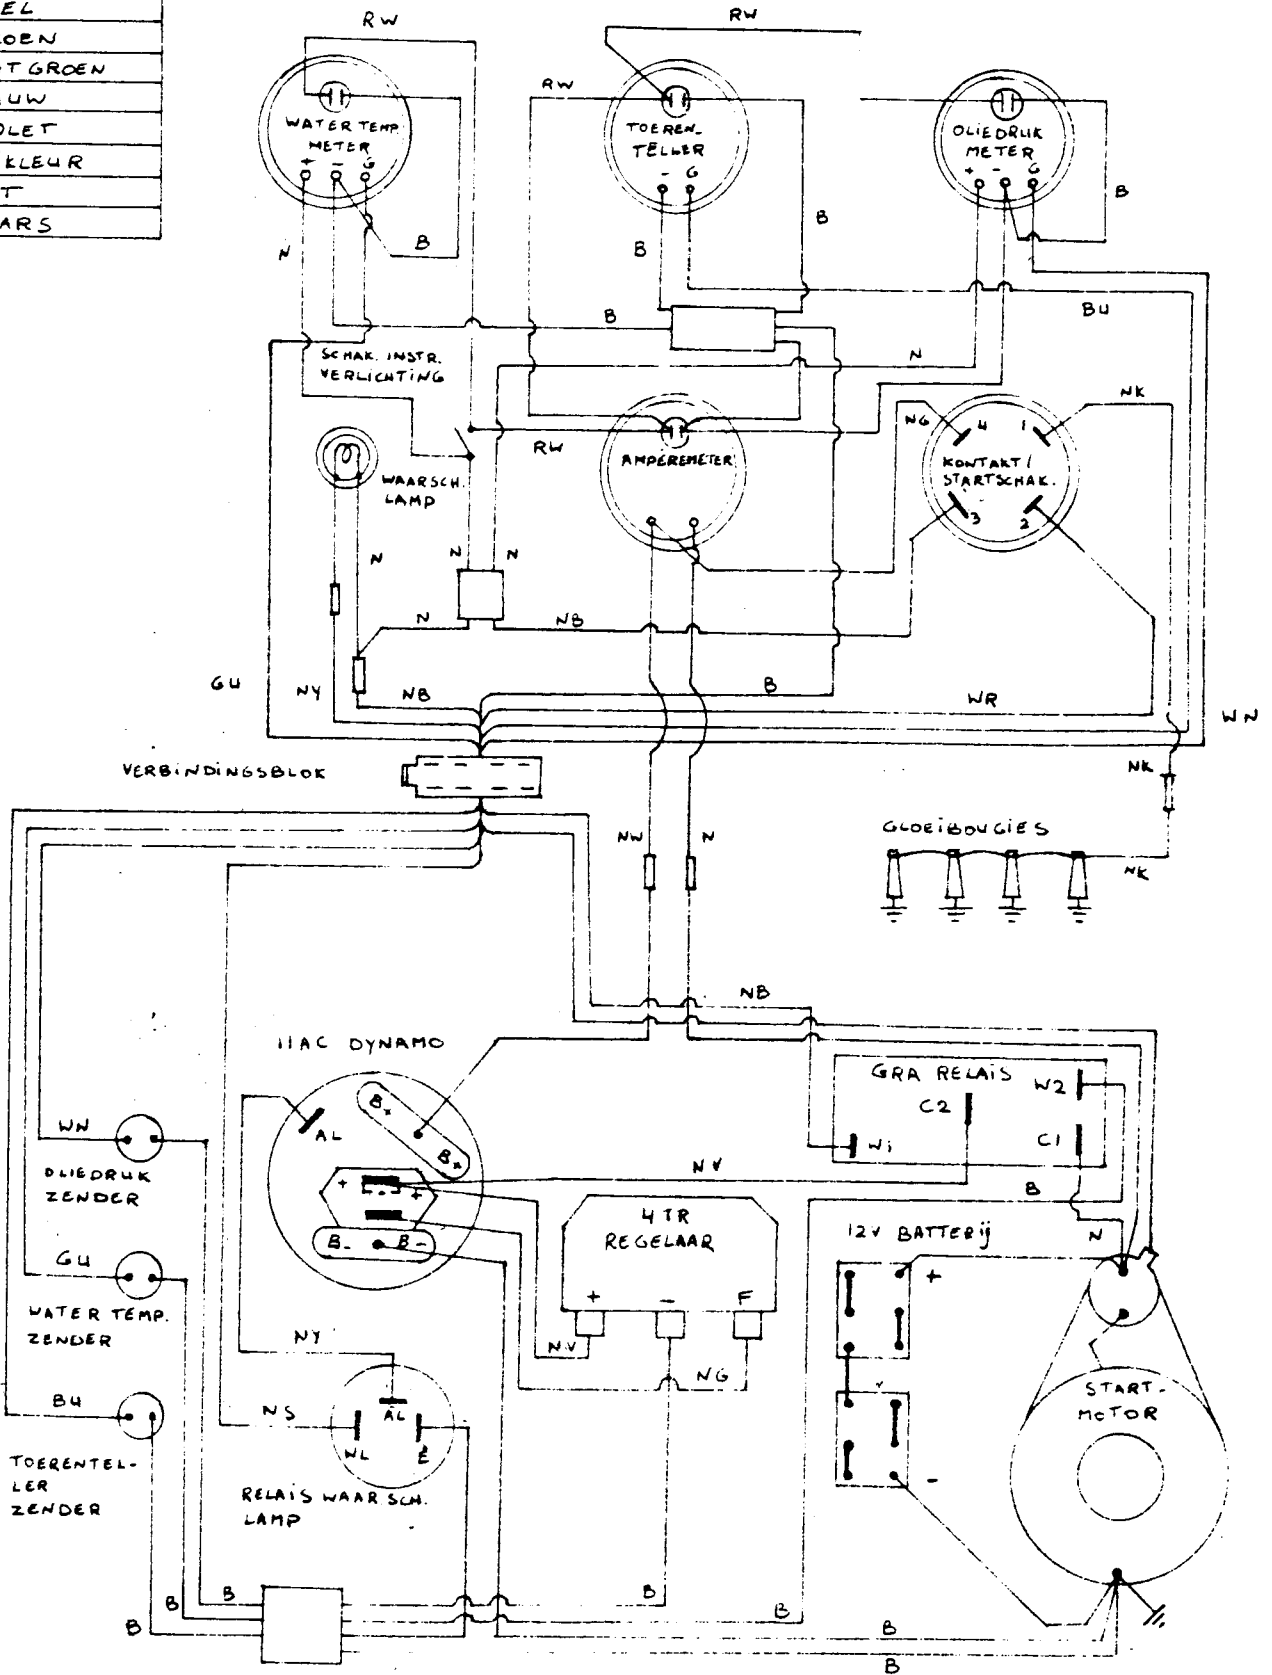 EL
OEN
T GROEN
UW
OLET
KLEUR
T
ARS
RW
RW
RW
WATER TEMP
METER
+ - G
TOEREN-
TELLER
- G
OLIEDRUK
METER
+ - G
N
B
B
B
B
BU
B
N
SCHAK. INSTR.
VERLICHTING
RW
NG
NK
AMPEREMETER
4 1
KONTAKT/
STARTSCHAK.
3 2
WAARSCH.
LAMP
N
N
N
N
NB
GU
NY
NB
B
WR
WN
VERBINDINGSBLOK
NK
NW
N
GLOEIBOUGIES
NK
NB
11AC DYNAMO
GRA RELAIS
W2
C2
C1
W1
B+
B+
AL
WN
OLIEDRUK
ZENDER
NV
B
+ +
B- B-
4TR
REGELAAR
+ - F
12V BATTERIJ
N
+
GU
WATER TEMP.
ZENDER
NY
NV
NG
BU
NS
AL
WL E
START-
MOTOR
-
TOERENTEL-
LER
ZENDER
RELAIS WAARSCH.
LAMP
B
B
B
B
B
B
B